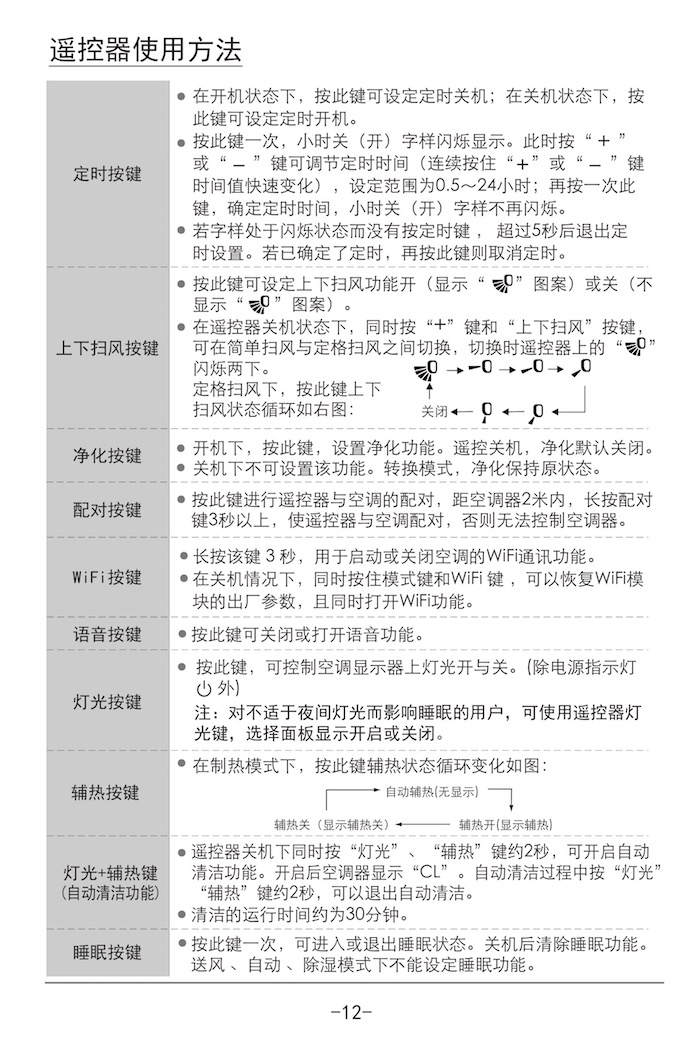 遥控器使用方法
定时按键
● 在开机状态下，按此键可设定定时关机；在关机状态下，按
此键可设定定时开机。
● 按此键一次，小时关（开）字样闪烁显示。此时按“ + ”
或“ － ”键可调节定时时间（连续按住“+”或“ － ”键
时间值快速变化），设定范围为0.5～24小时；再按一次此
键，确定定时时间，小时关（开）字样不再闪烁。
● 若字样处于闪烁状态而没有按定时键 ， 超过5秒后退出定
时设置。若已确定了定时，再按此键则取消定时。
上下扫风按键
● 按此键可设定上下扫风功能开（显示“ ”图案）或关（不
显示“ ”图案）。
● 在遥控器关机状态下，同时按“+”键和“上下扫风”按键，
可在简单扫风与定格扫风之间切换，切换时遥控器上的“ ”
闪烁两下。
定格扫风下，按此键上下
扫风状态循环如右图：
关闭
净化按键
● 开机下，按此键，设置净化功能。遥控关机，净化默认关闭。
● 关机下不可设置该功能。转换模式，净化保持原状态。
配对按键
● 按此键进行遥控器与空调的配对，距空调器2米内，长按配对
键3秒以上，使遥控器与空调配对，否则无法控制空调器。
WiFi按键
● 长按该键 3 秒，用于启动或关闭空调的WiFi通讯功能。
● 在关机情况下，同时按住模式键和WiFi 键 ，可以恢复WiFi模
块的出厂参数，且同时打开WiFi功能。
语音按键
● 按此键可关闭或打开语音功能。
灯光按键
● 按此键，可控制空调显示器上灯光开与关。(除电源指示灯
⏻ 外)
注：对不适于夜间灯光而影响睡眠的用户，可使用遥控器灯
光键，选择面板显示开启或关闭。
辅热按键
● 在制热模式下，按此键辅热状态循环变化如图：
自动辅热(无显示)
辅热关（显示辅热关）
辅热开(显示辅热)
灯光+辅热键
(自动清洁功能)
● 遥控器关机下同时按“灯光”、“辅热”键约2秒，可开启自动
清洁功能。开启后空调器显示“CL”。自动清洁过程中按“灯光”
“辅热”键约2秒，可以退出自动清洁。
● 清洁的运行时间约为30分钟。
睡眠按键
● 按此键一次，可进入或退出睡眠状态。关机后清除睡眠功能。
送风 、自动 、除湿模式下不能设定睡眠功能。
-12-